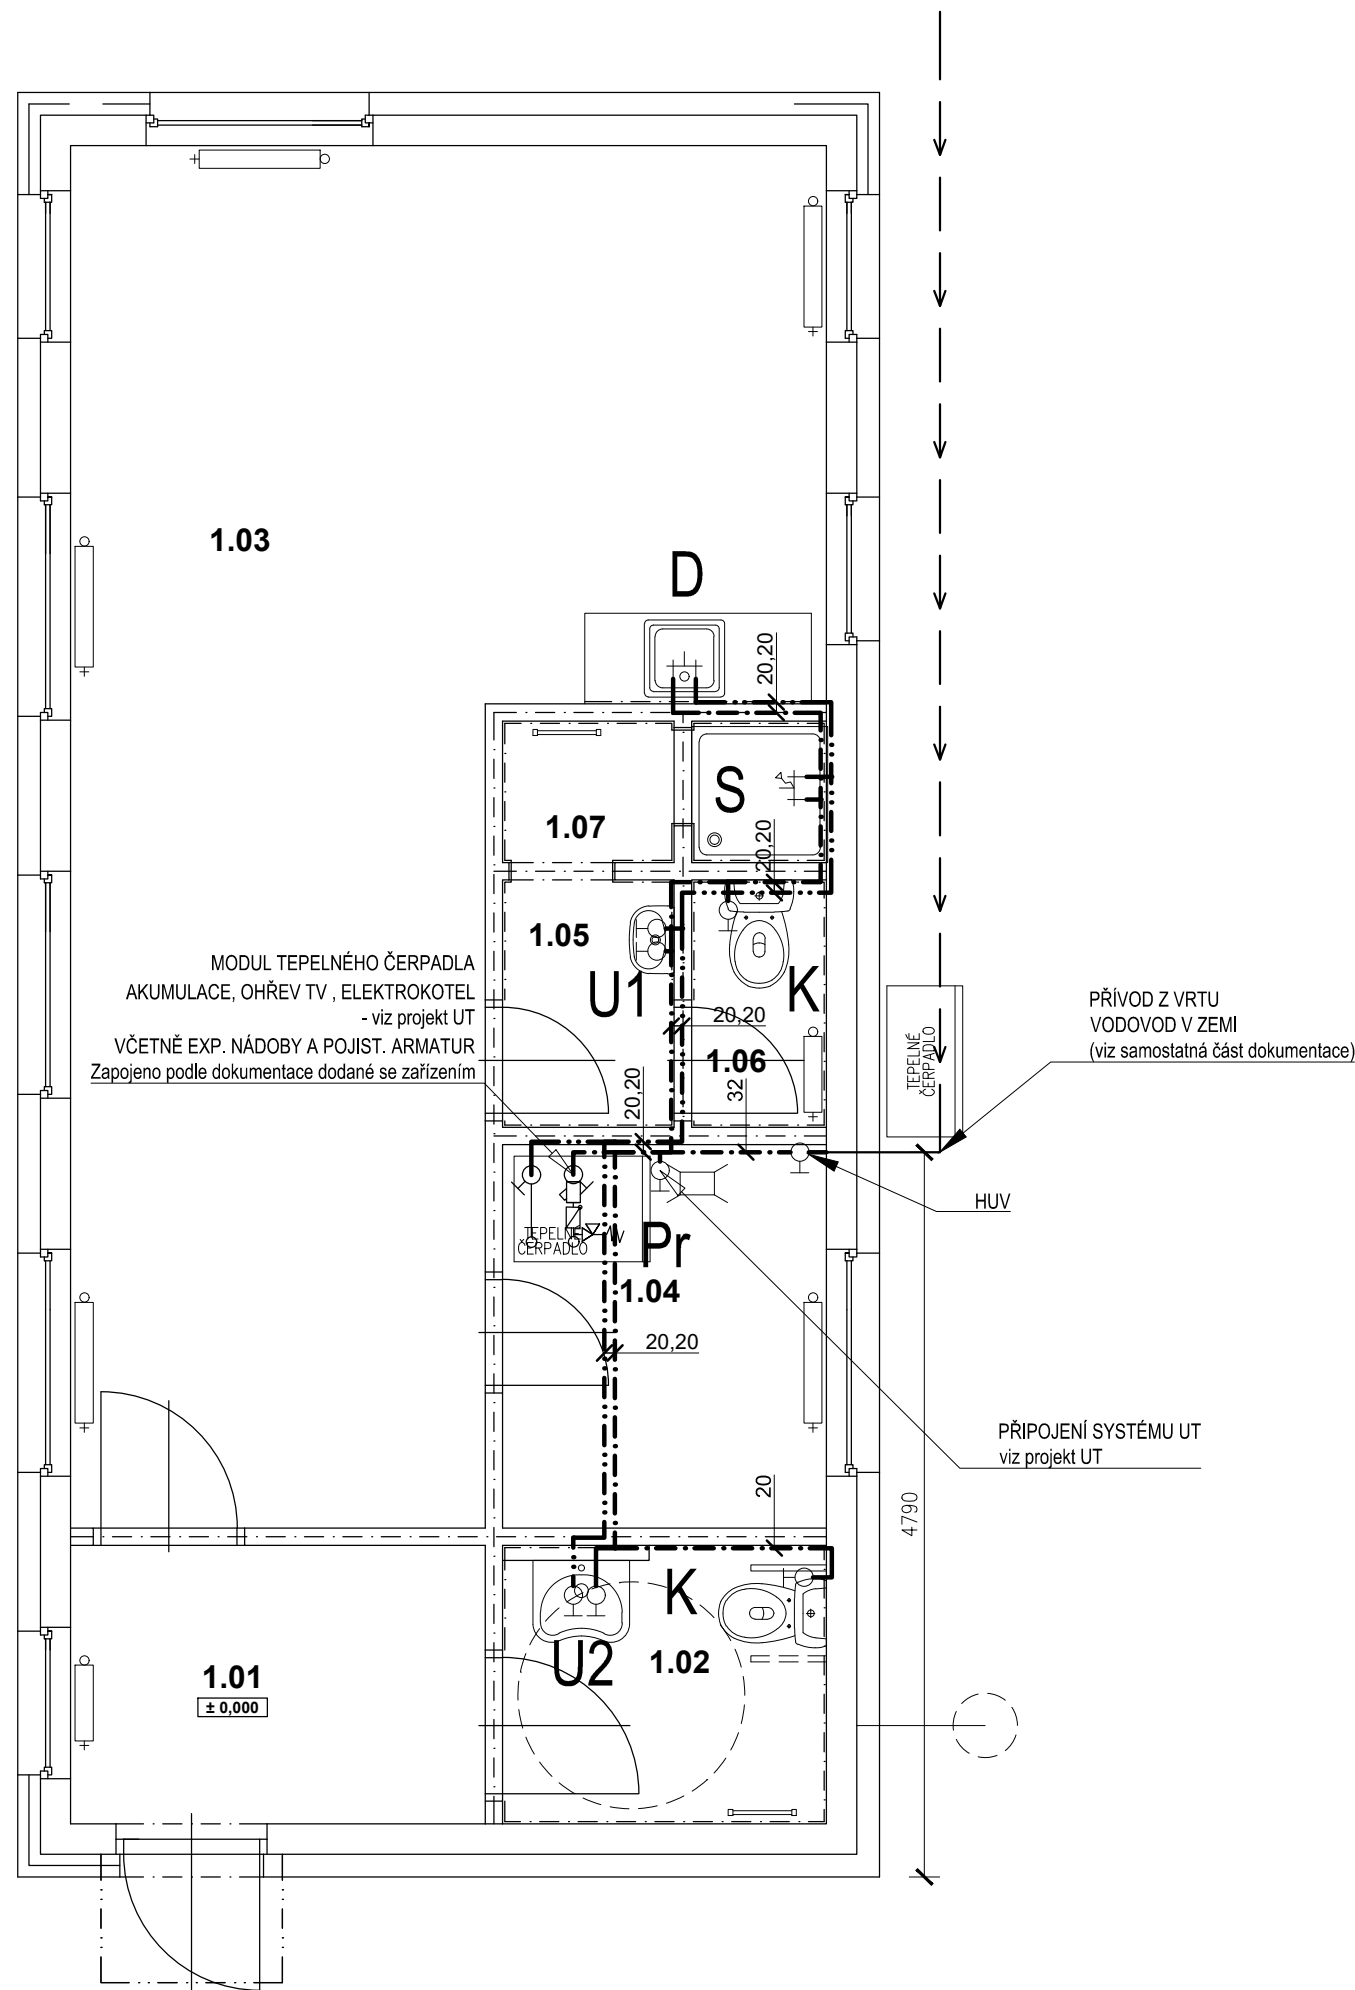 1.03
D
20,20
S
1.07
20,20
1.05
U1
K
20,20
1.06
32
20,20
MODUL TEPELNÉHO ČERPADLA
AKUMULACE, OHŘEV TV , ELEKTROKOTEL
- viz projekt UT
VČETNĚ EXP. NÁDOBY A POJIST. ARMATUR
Zapojeno podle dokumentace dodané se zařízením
TEPELNÉ
ČERPADLO
PŘÍVOD Z VRTU
VODOVOD V ZEMI
(viz samostatná část dokumentace)
HUV
TEPELNÉ
ČERPADLO
Pr
1.04
20,20
PŘIPOJENÍ SYSTÉMU UT
viz projekt UT
20
4790
K
U2
1.02
1.01
± 0,000